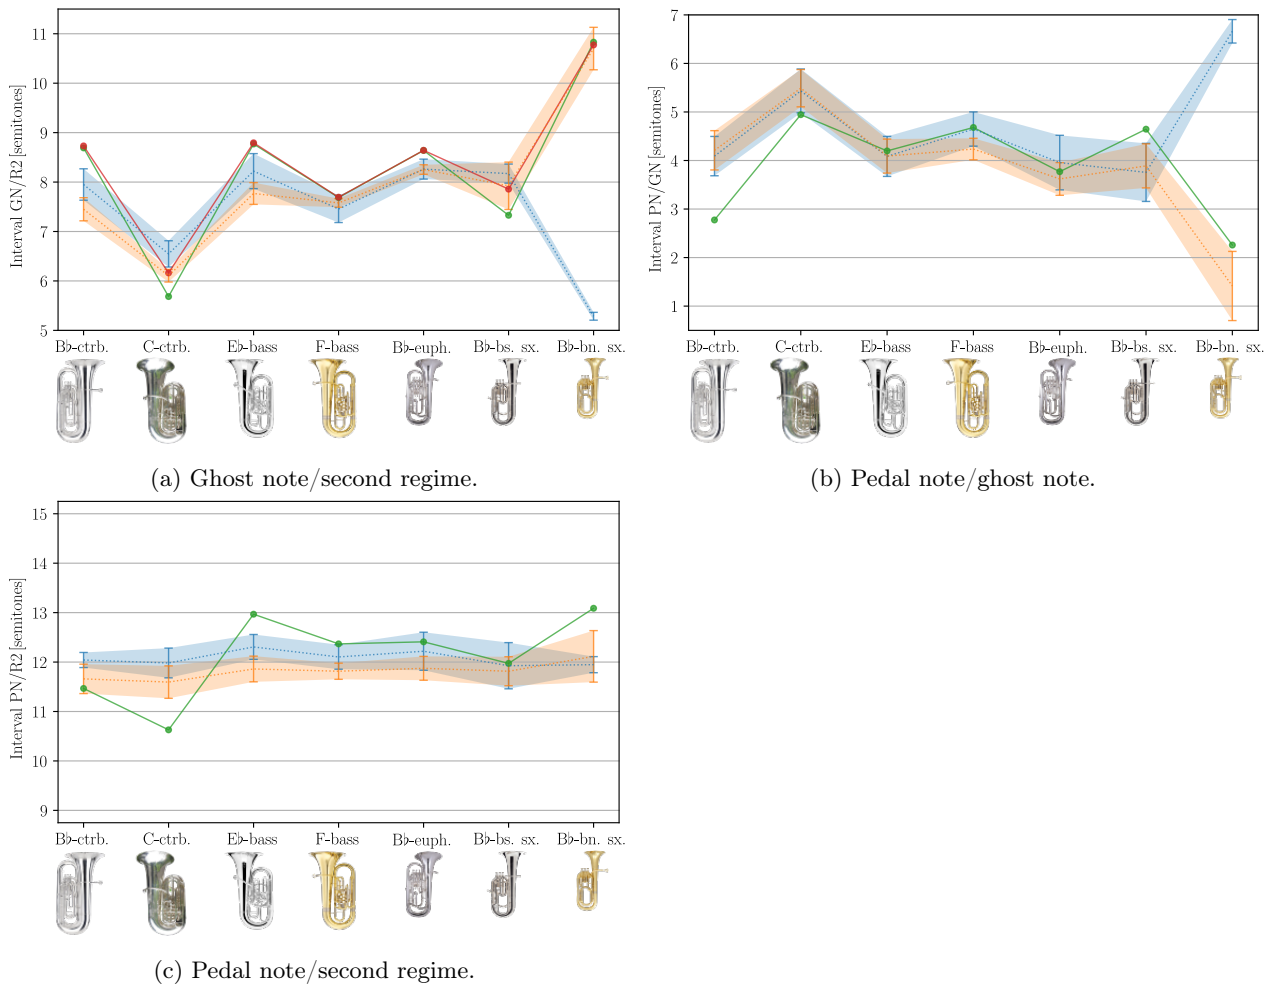 Interval GN/R2 [semitones]
11
10
9
8
7
6
5
B♭-ctrb. C-ctrb. E♭-bass F-bass B♭-euph. B♭-bs. sx. B♭-bn. sx.
(a) Ghost note/second regime.
Interval PN/GN [semitones]
7
6
5
4
3
2
1
B♭-ctrb. C-ctrb. E♭-bass F-bass B♭-euph. B♭-bs. sx. B♭-bn. sx.
(b) Pedal note/ghost note.
Interval PN/R2 [semitones]
15
14
13
12
11
10
9
B♭-ctrb. C-ctrb. E♭-bass F-bass B♭-euph. B♭-bs. sx. B♭-bn. sx.
(c) Pedal note/second regime.